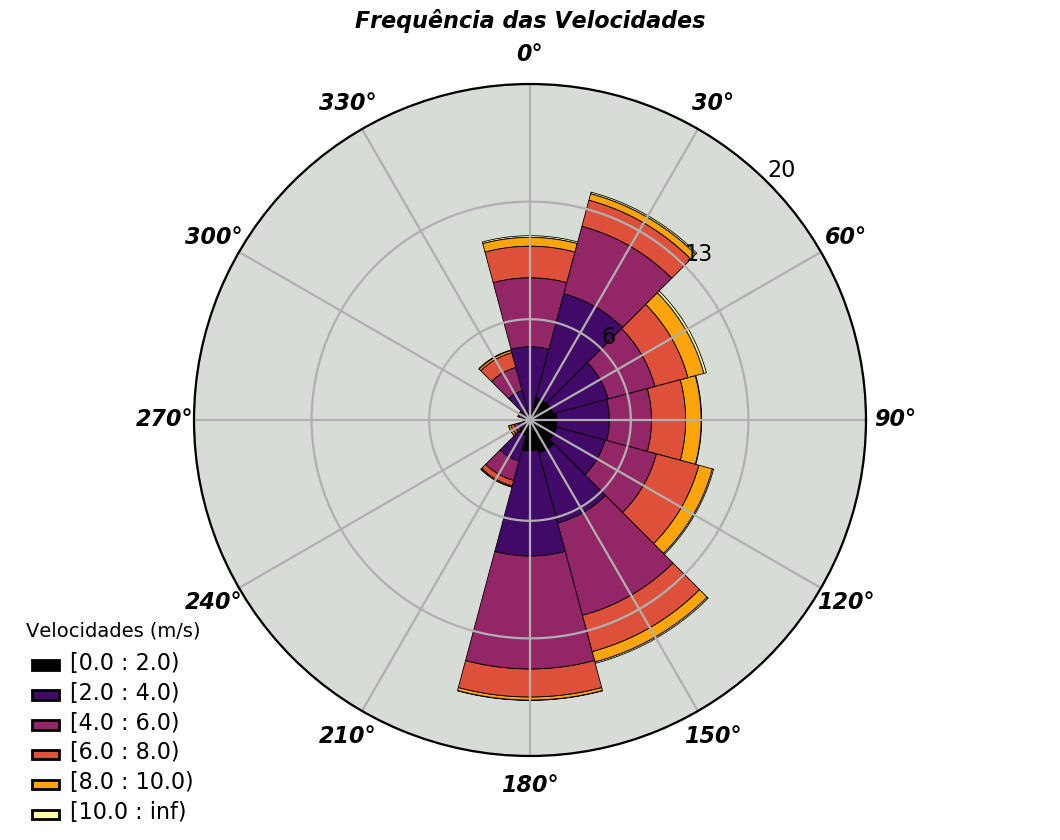 Frequência das Velocidades
0°
330°
30°
20
300°
60°
13
6
270°
90°
240°
120°
210°
150°
180°
Velocidades (m/s)
[0.0 : 2.0)
[2.0 : 4.0)
[4.0 : 6.0)
[6.0 : 8.0)
[8.0 : 10.0)
[10.0 : inf)